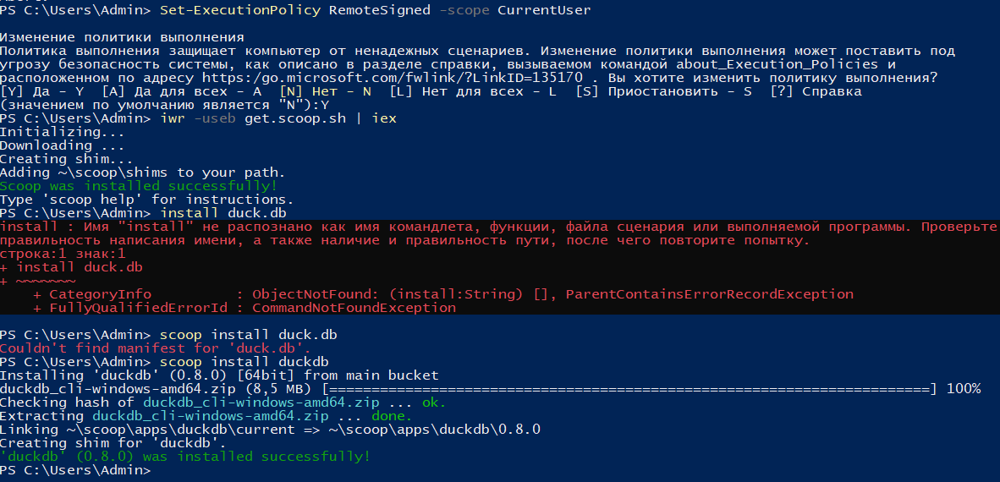 PS C:\Users\Admin> Set-ExecutionPolicy RemoteSigned -scope CurrentUser
Изменение политики выполнения
Политика выполнения защищает компьютер от ненадежных сценариев. Изменение политики выполнения может поставить под
угрозу безопасность системы, как описано в разделе справки, вызываемом командой about_Execution_Policies и
расположенном по адресу https:/go.microsoft.com/fwlink/?LinkID=135170 . Вы хотите изменить политику выполнения?
[Y] Да - Y  [A] Да для всех - A  [N] Нет - N  [L] Нет для всех - L  [S] Приостановить - S  [?] Справка
(значением по умолчанию является "N"):Y
PS C:\Users\Admin> iwr -useb get.scoop.sh | iex
Initializing...
Downloading ...
Creating shim...
Adding ~\scoop\shims to your path.
Scoop was installed successfully!
Type 'scoop help' for instructions.
PS C:\Users\Admin> install duck.db
install : Имя "install" не распознано как имя командлета, функции, файла сценария или выполняемой программы. Проверьте
правильность написания имени, а также наличие и правильность пути, после чего повторите попытку.
строка:1 знак:1
+ install duck.db
+ ~~~~~~~
    + CategoryInfo          : ObjectNotFound: (install:String) [], ParentContainsErrorRecordException
    + FullyQualifiedErrorId : CommandNotFoundException
PS C:\Users\Admin> scoop install duck.db
Couldn't find manifest for 'duck.db'.
PS C:\Users\Admin> scoop install duckdb
Installing 'duckdb' (0.8.0) [64bit] from main bucket
duckdb_cli-windows-amd64.zip (8,5 MB) [=======================================================================] 100%
Checking hash of duckdb_cli-windows-amd64.zip ... ok.
Extracting duckdb_cli-windows-amd64.zip ... done.
Linking ~\scoop\apps\duckdb\current => ~\scoop\apps\duckdb\0.8.0
Creating shim for 'duckdb'.
'duckdb' (0.8.0) was installed successfully!
PS C:\Users\Admin>